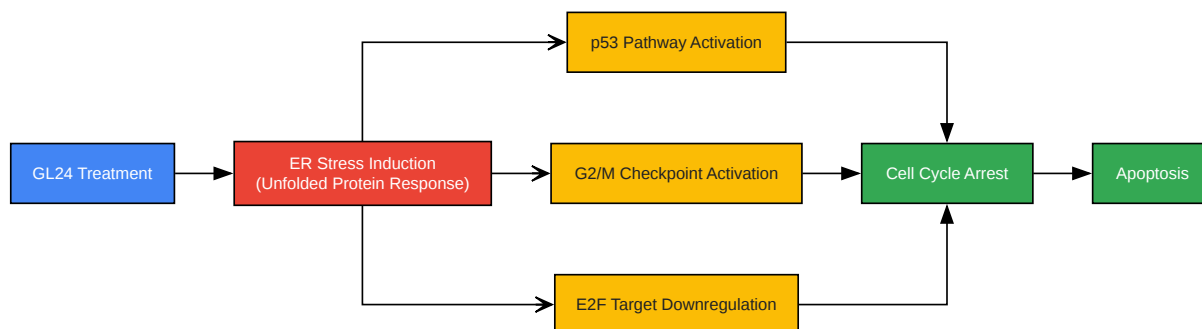 p53 Pathway Activation
GL24 Treatment
ER Stress Induction
(Unfolded Protein Response)
G2/M Checkpoint Activation
Cell Cycle Arrest
Apoptosis
E2F Target Downregulation